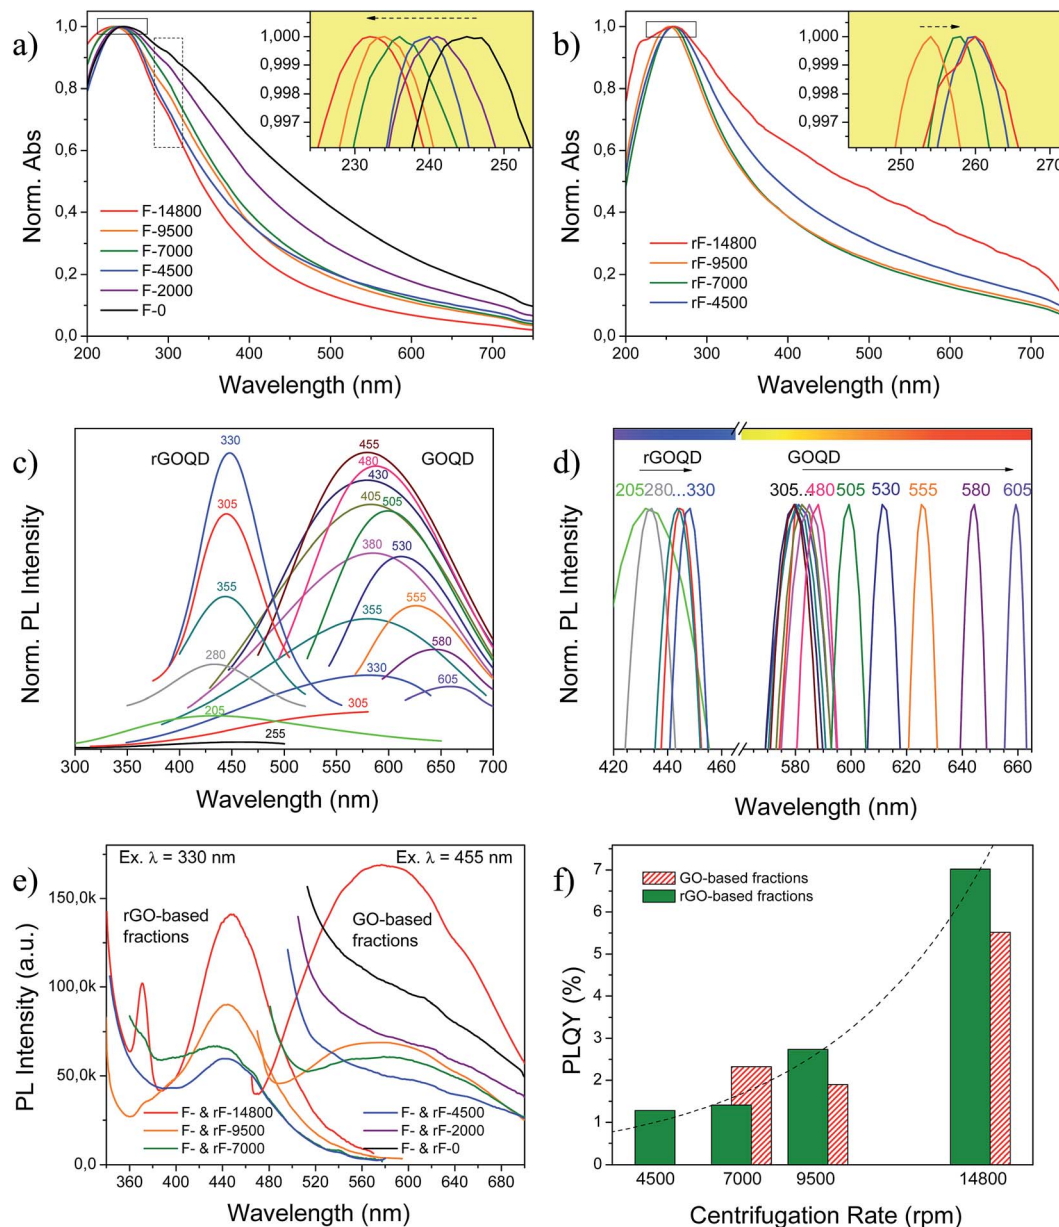 a)
1,0
0,8
0,6
0,4
0,2
0,0
Norm. Abs
200 300 400 500 600 700
Wavelength (nm)
F-14800
F-9500
F-7000
F-4500
F-2000
F-0
1,000
0,999
0,998
0,997
230 240 250
b)
1,0
0,8
0,6
0,4
0,2
0,0
Norm. Abs
200 300 400 500 600 700
Wavelength (nm)
rF-14800
rF-9500
rF-7000
rF-4500
1,000
0,999
0,998
0,997
250 260 270
c)
rGOQD
GOQD
330
305
355
280
205
255
455
480
430
405
505
380
530
555
355
580
330
605
305
Norm. PL Intensity
300 350 400 450 500 550 600 650 700
Wavelength (nm)
d)
rGOQD
GOQD
205 280 ...330
305... 480 505 530 555 580 605
Norm. PL Intensity
420 440 460 580 600 620 640 660
Wavelength (nm)
e)
Ex. λ = 330 nm
Ex. λ = 455 nm
rGO-based
fractions
GO-based
fractions
150,0k
100,0k
50,0k
0,0
PL Intensity (a.u.)
F- & rF-14800
F- & rF-9500
F- & rF-7000
F- & rF-4500
F- & rF-2000
F- & rF-0
360 400 440 480 520 560 600 640 680
Wavelength (nm)
f)
GO-based fractions
rGO-based fractions
7
6
5
4
3
2
1
0
PLQY (%)
4500 7000 9500 14800
Centrifugation Rate (rpm)